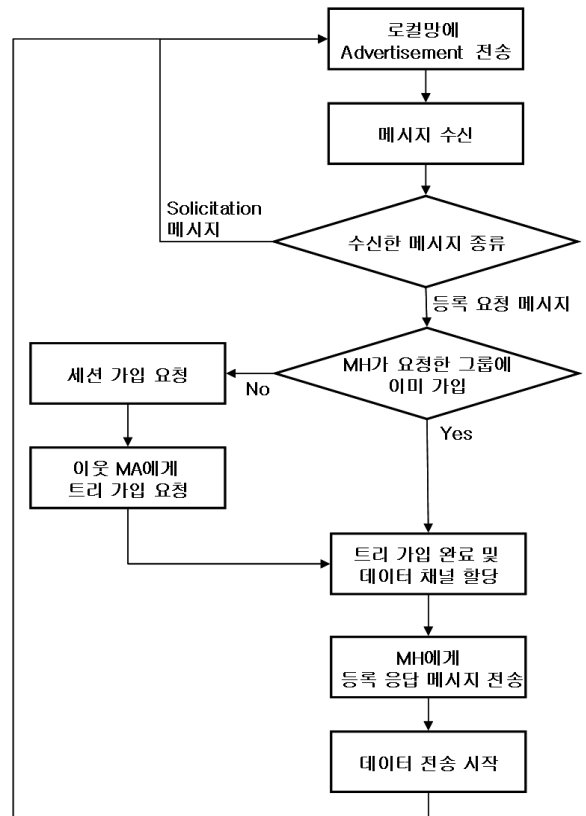 로컬망에
Advertisement 전송
메시지 수신
Solicitation
메시지
수신한 메시지 종류
등록 요청 메시지
MH가 요청한 그룹에
이미 가입
세션 가입 요청
No
Yes
이웃 MA에게
트리 가입 요청
트리 가입 완료 및
데이터 채널 할당
MH에게
등록 응답 메시지 전송
데이터 전송 시작